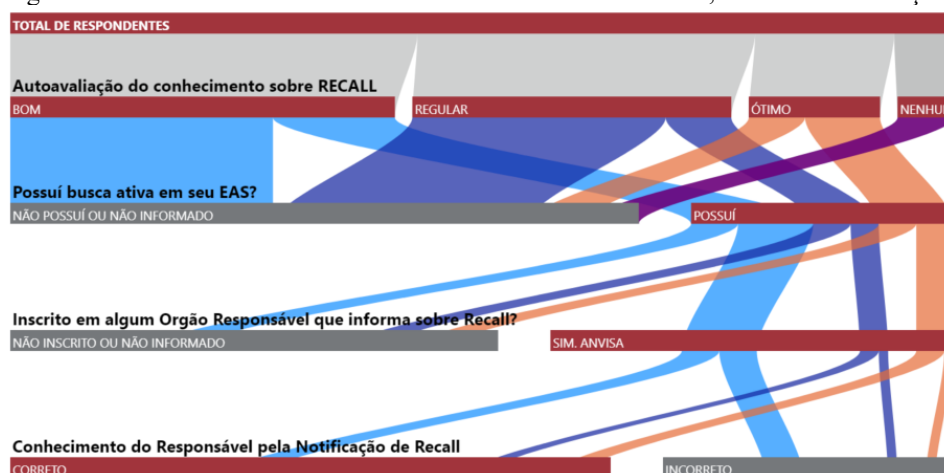 TOTAL DE RESPONDENTES
Autoavaliação do conhecimento sobre RECALL
BOM REGULAR ÓTIMO
Possuí busca ativa em seu EAS?
NÃO POSSUÍ OU NÃO INFORMADO POSSUÍ
Inscrito em algum Orgão Responsável que informa sobre Recall?
NÃO INSCRITO OU NÃO INFORMADO SIM. ANVISA
Conhecimento do Responsável pela Notificação de Recall
CORRETO INCORRETO